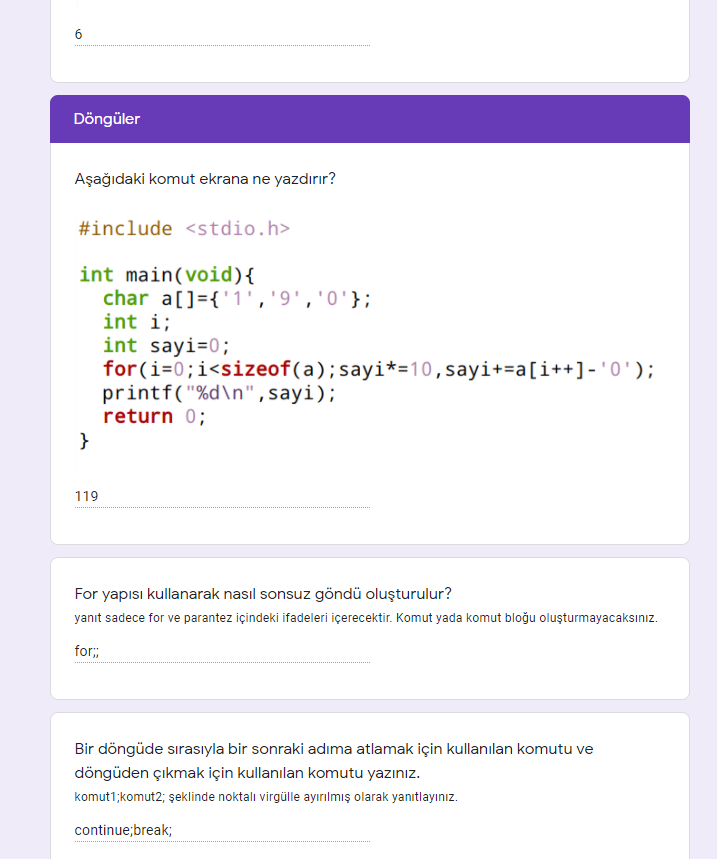 6
Döngüler
Aşağıdaki komut ekrana ne yazdırır?
#include <stdio.h>
int main(void){
char a[]={'1','9','0'};
int i;
int sayi=0;
for(i=0;i<sizeof(a);sayi*=10,sayi+=a[i++]-'0');
printf("%d\n",sayi);
return 0;
}
119
For yapısı kullanarak nasıl sonsuz göndü oluşturulur?
yanıt sadece for ve parantez içindeki ifadeleri içerecektir. Komut yada komut bloğu oluşturmayacaksınız.
for;;
Bir döngüde sırasıyla bir sonraki adıma atlamak için kullanılan komutu ve
döngüden çıkmak için kullanılan komutu yazınız.
komut1;komut2; şeklinde noktalı virgülle ayırılmış olarak yanıtlayınız.
continue;break;